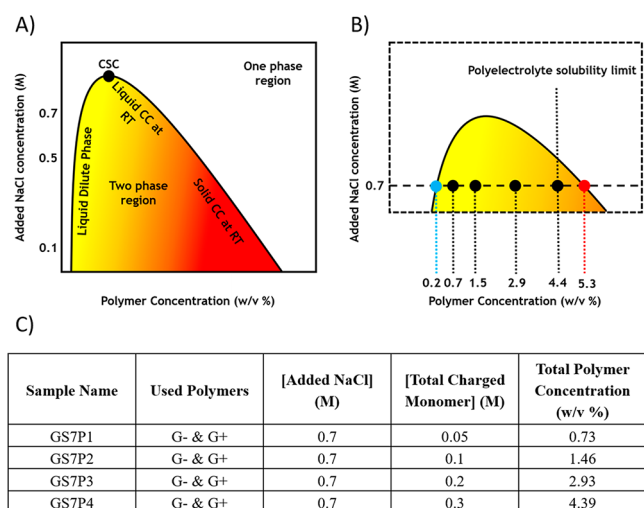 A)
CSC
One phase
region
Added NaCl concentration (M)
0.7
0.5
0.1
Liquid Dilute Phase
Liquid CC at
RT
Two phase
region
Solid CC at RT
Polymer Concentration (w/v %)
B)
Polyelectrolyte solubility limit
Added NaCl concentration (M)
0.7
0.2 0.7 1.5 2.9 4.4 5.3
Polymer Concentration (w/v %)
C)
Sample Name Used Polymers [Added NaCl] (M) [Total Charged Monomer] (M) Total Polymer Concentration (w/v %)
GS7P1 G- & G+ 0.7 0.05 0.73
GS7P2 G- & G+ 0.7 0.1 1.46
GS7P3 G- & G+ 0.7 0.2 2.93
GS7P4 G- & G+ 0.7 0.3 4.39